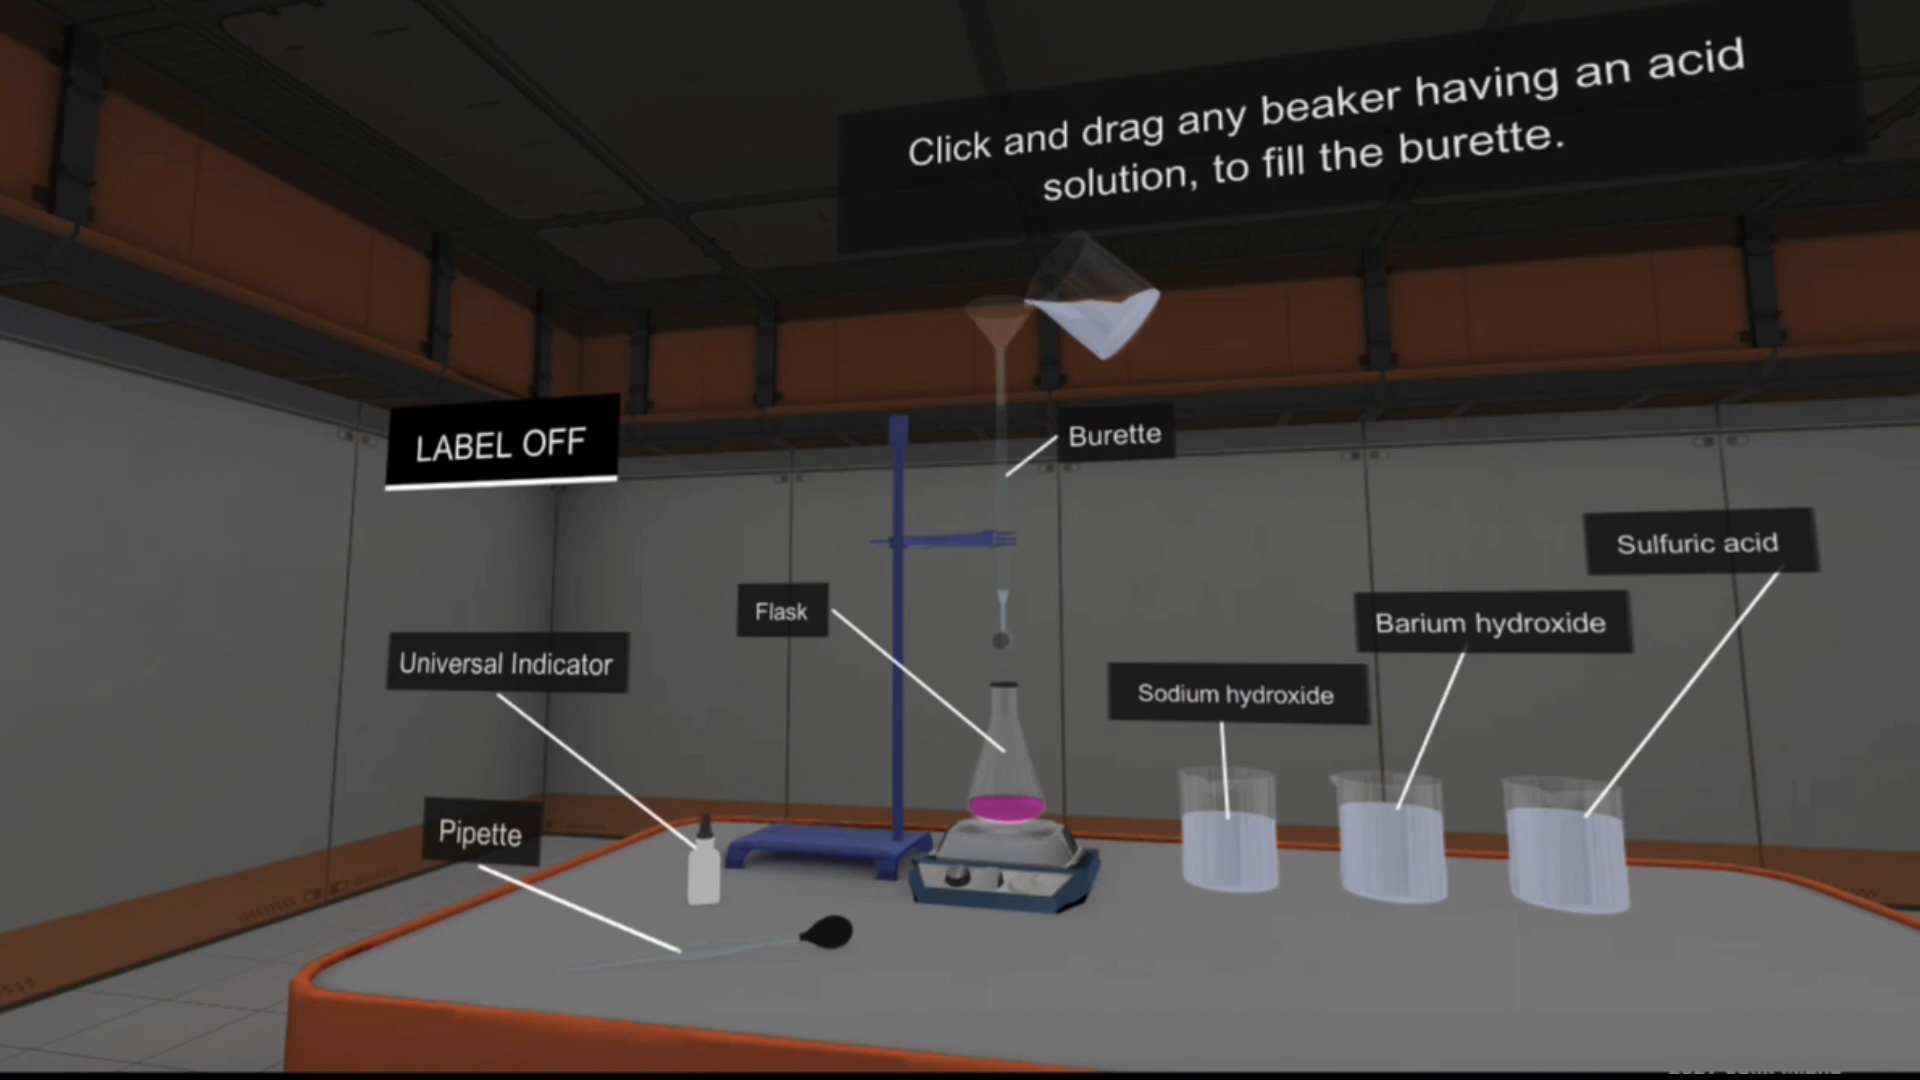 Click and drag any beaker having an acid
solution, to fill the burette.
LABEL OFF
Burette
Sulfuric acid
Flask
Barium hydroxide
Universal Indicator
Sodium hydroxide
Pipette